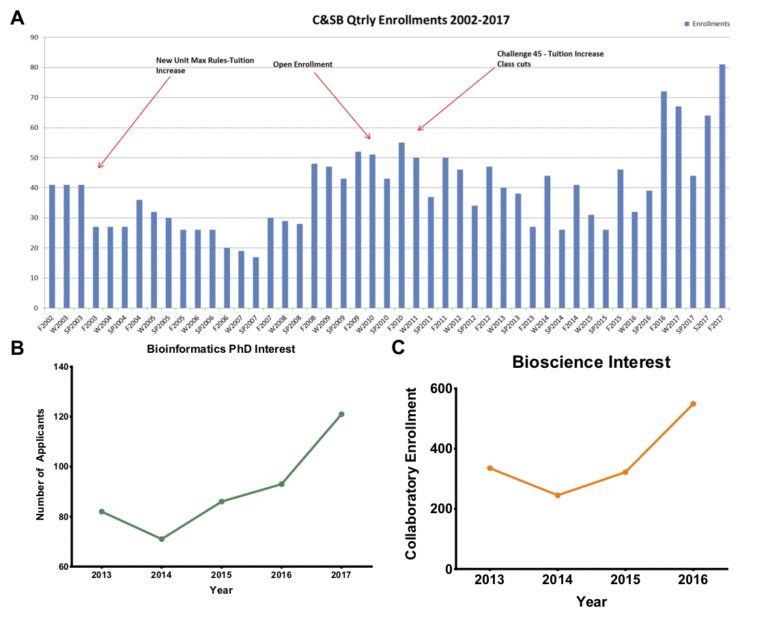 A
C&SB Qtrly Enrollments 2002-2017
Enrollments
New Unit Max Rules-Tuition
Increase
Open Enrollment
Challenge 45 - Tuition Increase
Class cuts
90
80
70
60
50
40
30
20
10
0
F2002
W2003
SP2003
F2003
W2004
SP2004
F2004
W2005
SP2005
F2005
W2006
SP2006
F2006
W2007
SP2007
F2007
W2008
SP2008
F2008
W2009
SP2009
F2009
W2010
SP2010
F2010
W2011
SP2011
F2011
W2012
SP2012
F2012
W2013
SP2013
F2013
W2014
SP2014
F2014
W2015
SP2015
F2015
W2016
SP2016
F2016
W2017
SP2017
S2017
F2017
B
Bioinformatics PhD Interest
Number of Applicants
140
120
100
80
60
2013
2014
2015
2016
2017
Year
C
Bioscience Interest
Collaboratory Enrollment
600
400
200
0
2013
2014
2015
2016
Year